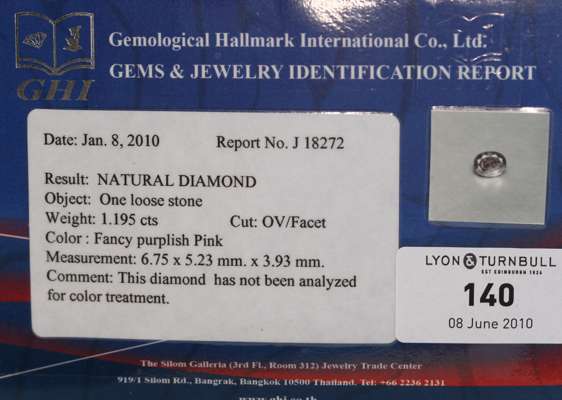 GHI
Gemological Hallmark International Co., Ltd.
GEMS & JEWELRY IDENTIFICATION REPORT
Date: Jan. 8, 2010 Report No. J 18272
Result: NATURAL DIAMOND
Object: One loose stone
Weight: 1.195 cts Cut: OV/Facet
Color : Fancy purplish Pink
Measurement: 6.75 x 5.23 mm. x 3.93 mm.
Comment: This diamond has not been analyzed
for color treatment.
LYON & TURNBULL
EST EDINBURGH 1826
140
08 June 2010
The Silom Galleria (3rd Fl., Room 312) Jewelry Trade Center
919/1 Silom Rd., Bangrak, Bangkok 10500 Thailand. Tel: +66 2236 2131
www.ghi.co.th